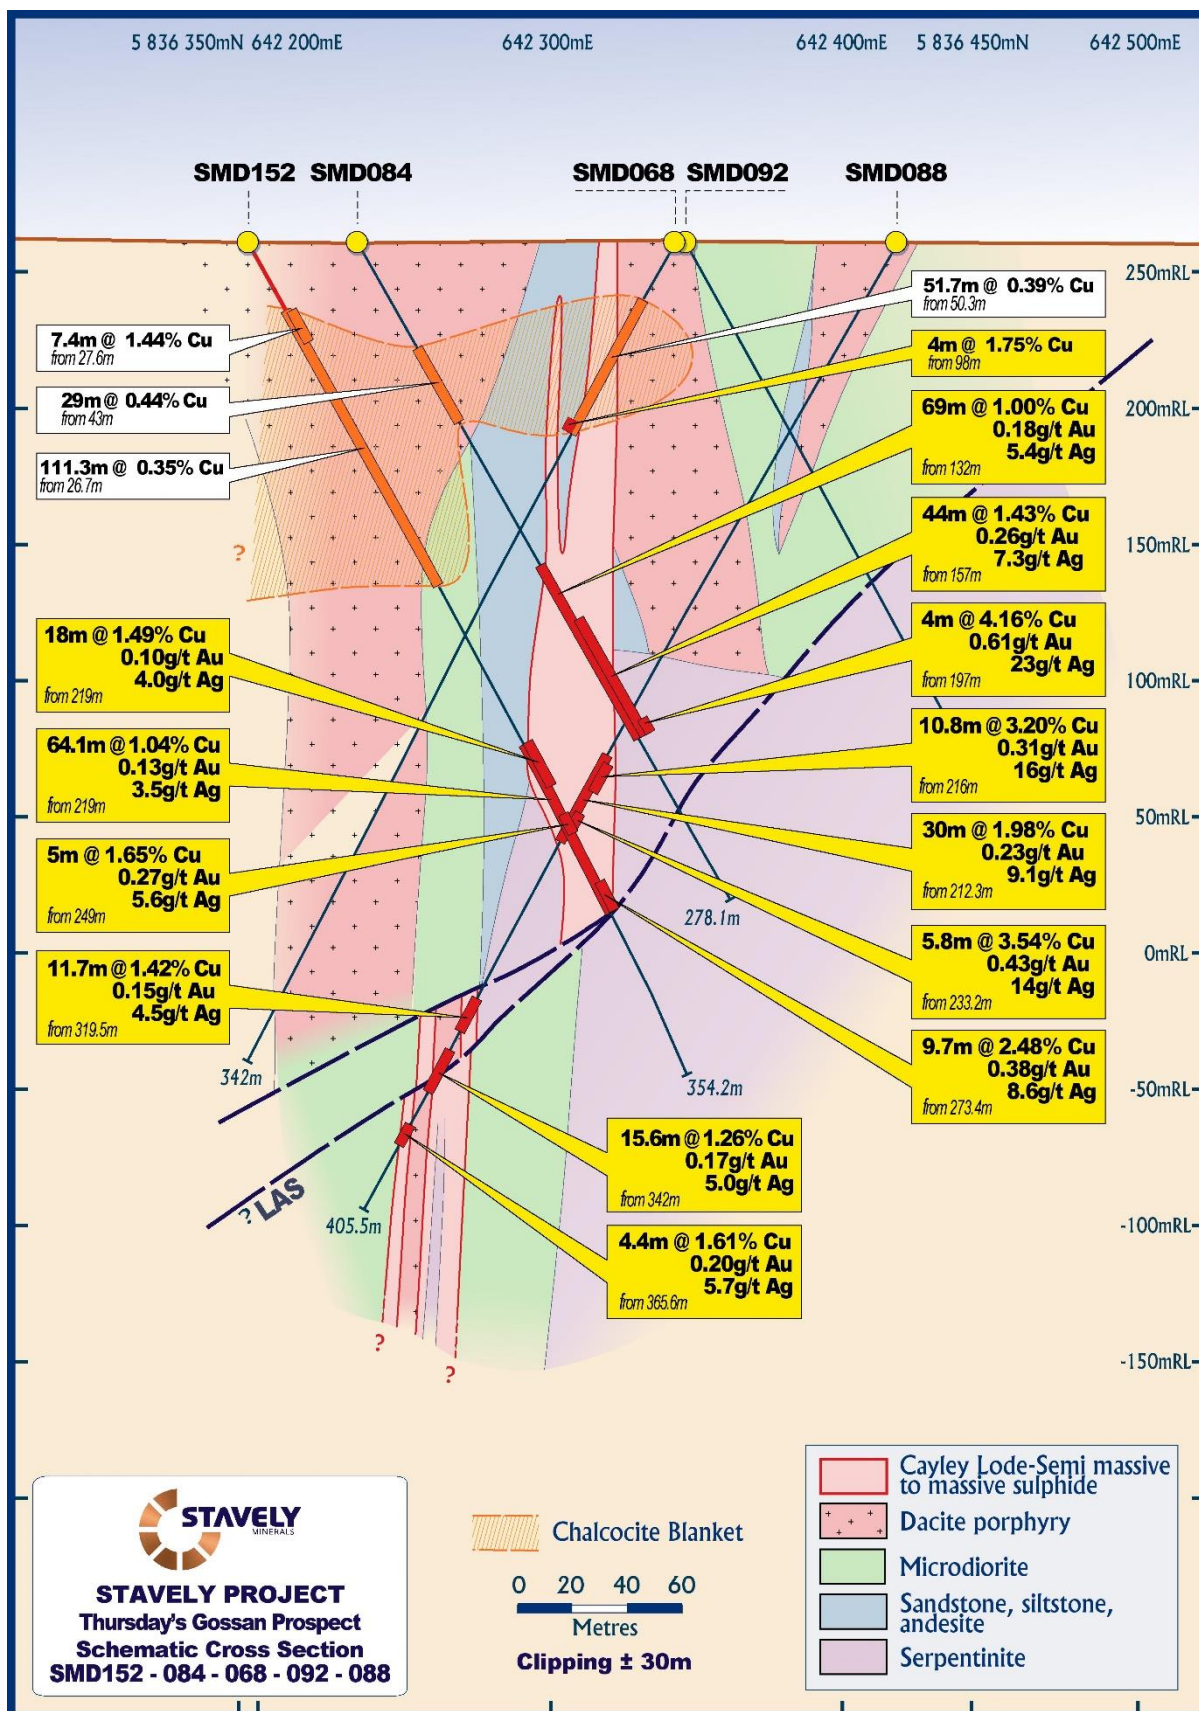 5 836 350mN 642 200mE 642 300mE 642 400mE 5 836 450mN 642 500mE
SMD152 SMD084 SMD068 SMD092 SMD088
250mRL
200mRL
150mRL
100mRL
50mRL
0mRL
-50mRL
-100mRL
-150mRL
7.4m @ 1.44% Cu
from 27.6m
29m @ 0.44% Cu
from 43m
111.3m @ 0.35% Cu
from 26.7m
?
18m @ 1.49% Cu
0.10g/t Au
4.0g/t Ag
from 219m
64.1m @ 1.04% Cu
0.13g/t Au
3.5g/t Ag
from 219m
5m @ 1.65% Cu
0.27g/t Au
5.6g/t Ag
from 249m
11.7m @ 1.42% Cu
0.15g/t Au
4.5g/t Ag
from 319.5m
51.7m @ 0.39% Cu
from 50.3m
4m @ 1.75% Cu
from 98m
69m @ 1.00% Cu
0.18g/t Au
5.4g/t Ag
from 132m
44m @ 1.43% Cu
0.26g/t Au
7.3g/t Ag
from 157m
4m @ 4.16% Cu
0.61g/t Au
23g/t Ag
from 197m
10.8m @ 3.20% Cu
0.31g/t Au
16g/t Ag
from 216m
30m @ 1.98% Cu
0.23g/t Au
9.1g/t Ag
from 212.3m
5.8m @ 3.54% Cu
0.43g/t Au
14g/t Ag
from 233.2m
9.7m @ 2.48% Cu
0.38g/t Au
8.6g/t Ag
from 273.4m
15.6m @ 1.26% Cu
0.17g/t Au
5.0g/t Ag
from 342m
4.4m @ 1.61% Cu
0.20g/t Au
5.7g/t Ag
from 365.6m
278.1m
342m
354.2m
405.5m
? LAS
?
?
STAVELY
MINERALS
STAVELY PROJECT
Thursday's Gossan Prospect
Schematic Cross Section
SMD152 - 084 - 068 - 092 - 088
Chalcocite Blanket
0 20 40 60
Metres
Clipping ± 30m
Cayley Lode-Semi massive
to massive sulphide
Dacite porphyry
Microdiorite
Sandstone, siltstone,
andesite
Serpentinite